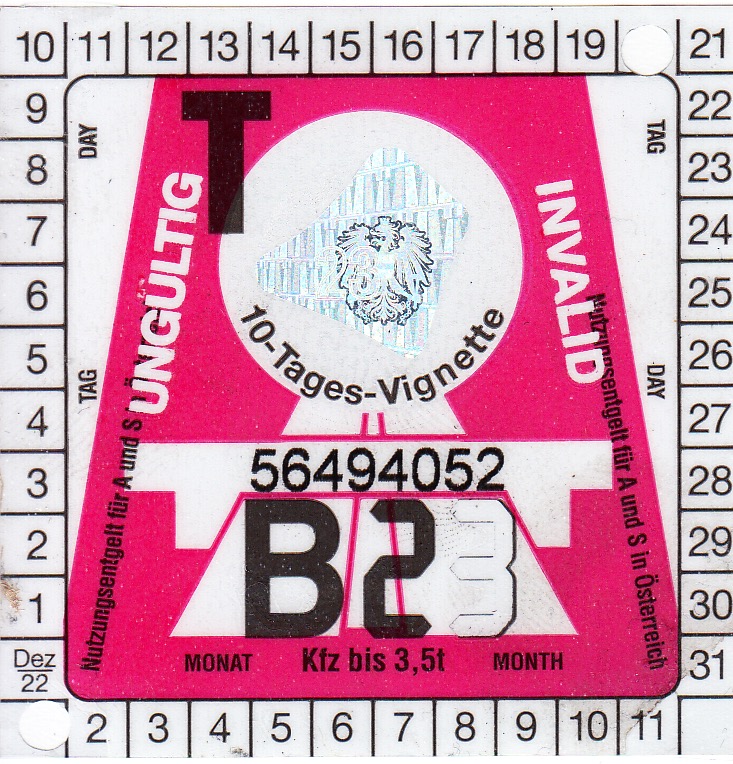 10 11 12 13 14 15 16 17 18 19 21
9 22
8 23
7 24
6 25
5 26
4 27
3 28
2 29
1 30
Dez
22
31
2 3 4 5 6 7 8 9 10 11
DAY
TAG
TAG
DAY
T
UNGÜLTIG
INVALID
10-Tages-Vignette
Nutzungsentgelt für A und S
Nutzungsentgelt für A und S in Österreich
56494052
B23
MONAT Kfz bis 3,5t MONTH